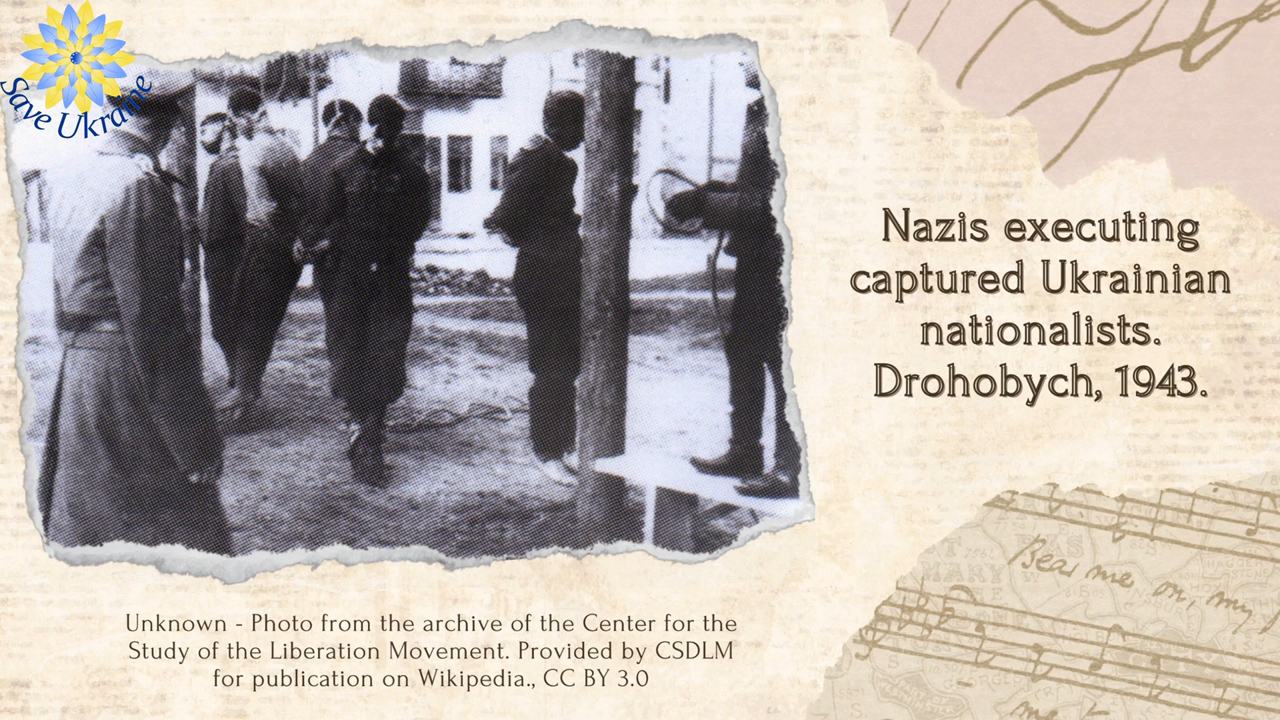 Save Ukraine
Nazis executing
captured Ukrainian
nationalists.
Drohobych, 1943.
Unknown - Photo from the archive of the Center for the
Study of the Liberation Movement. Provided by CSDLM
for publication on Wikipedia., CC BY 3.0
Bear me on, my
me t